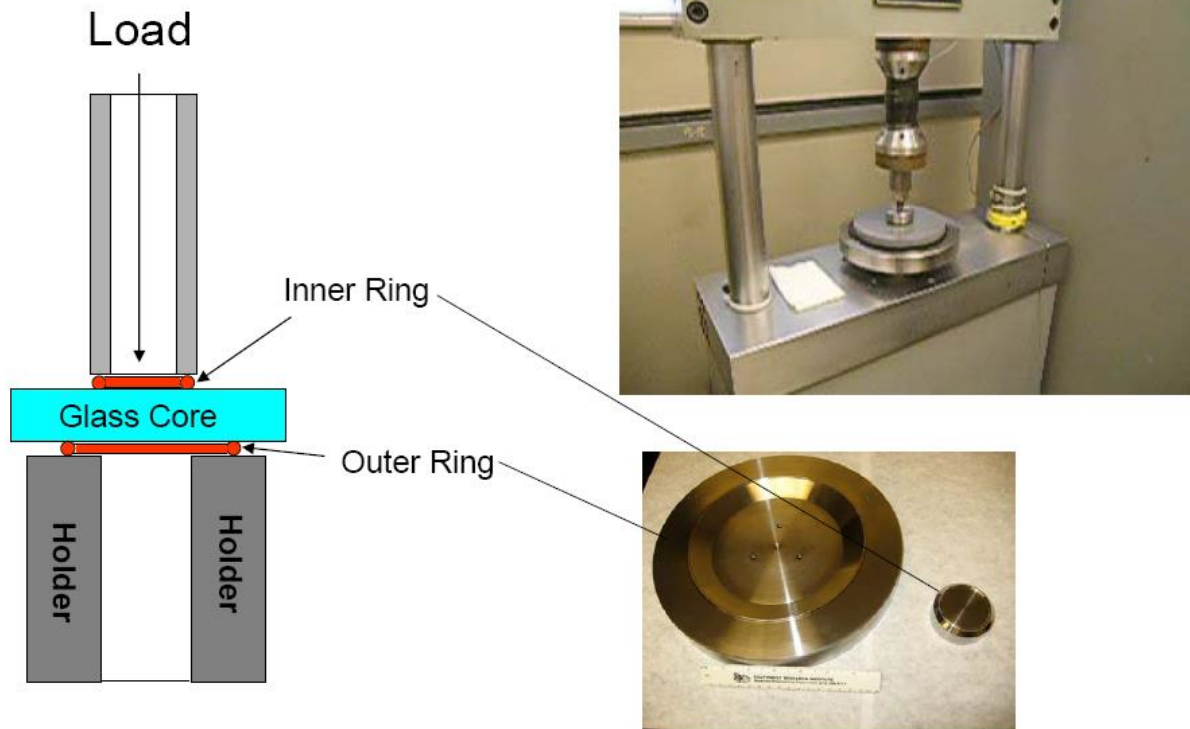 Load
Inner Ring
Glass Core
Outer Ring
Holder
Holder